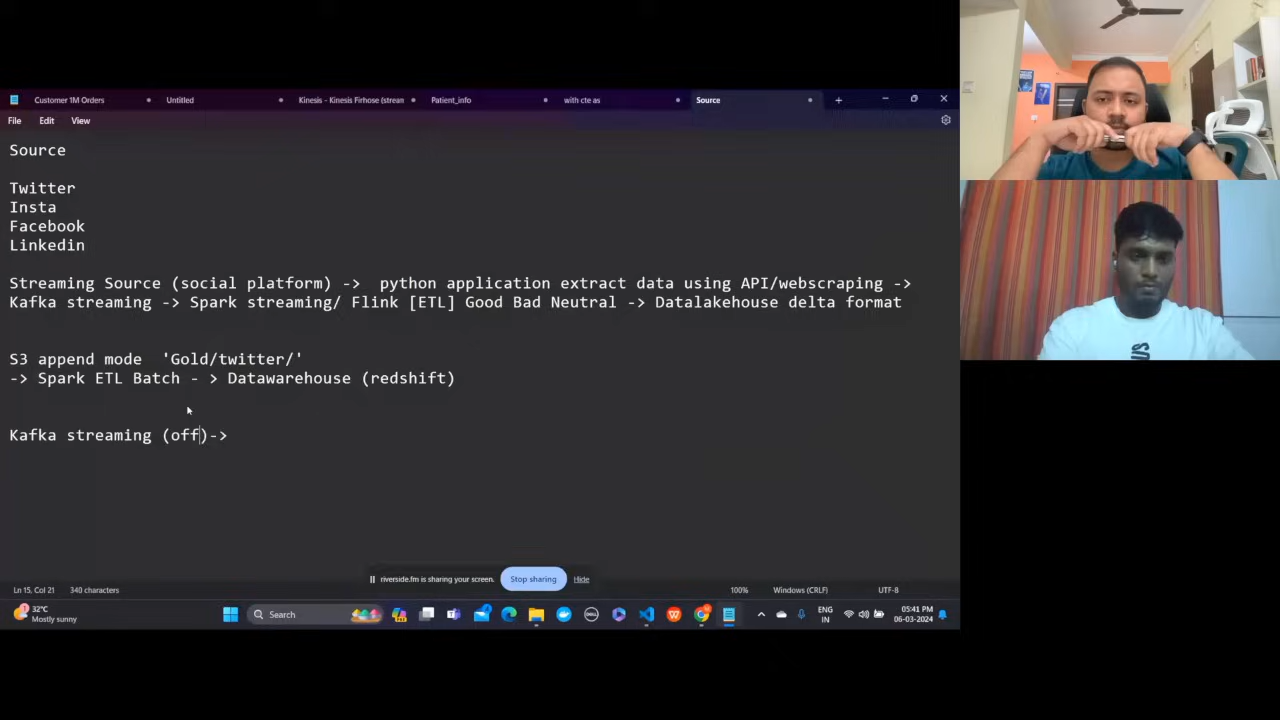 Customer 1M Orders
Untitled
Kinesis - Kinesis Firhose (stream
Patient_info
with cte as
Source
File Edit View
Source
Twitter
Insta
Facebook
Linkedin
Streaming Source (social platform) -> python application extract data using API/webscraping ->
Kafka streaming -> Spark streaming/ Flink [ETL] Good Bad Neutral -> Datalakehouse delta format
S3 append mode 'Gold/twitter/'
-> Spark ETL Batch - > Datawarehouse (redshift)
Kafka streaming (off)->
riverside.fm is sharing your screen.
Stop sharing
Hide
Ln 15, Col 21
340 characters
100%
Windows (CRLF)
UTF-8
32°C
Mostly sunny
Search
DELL
ENG
IN
05:41 PM
06-03-2024